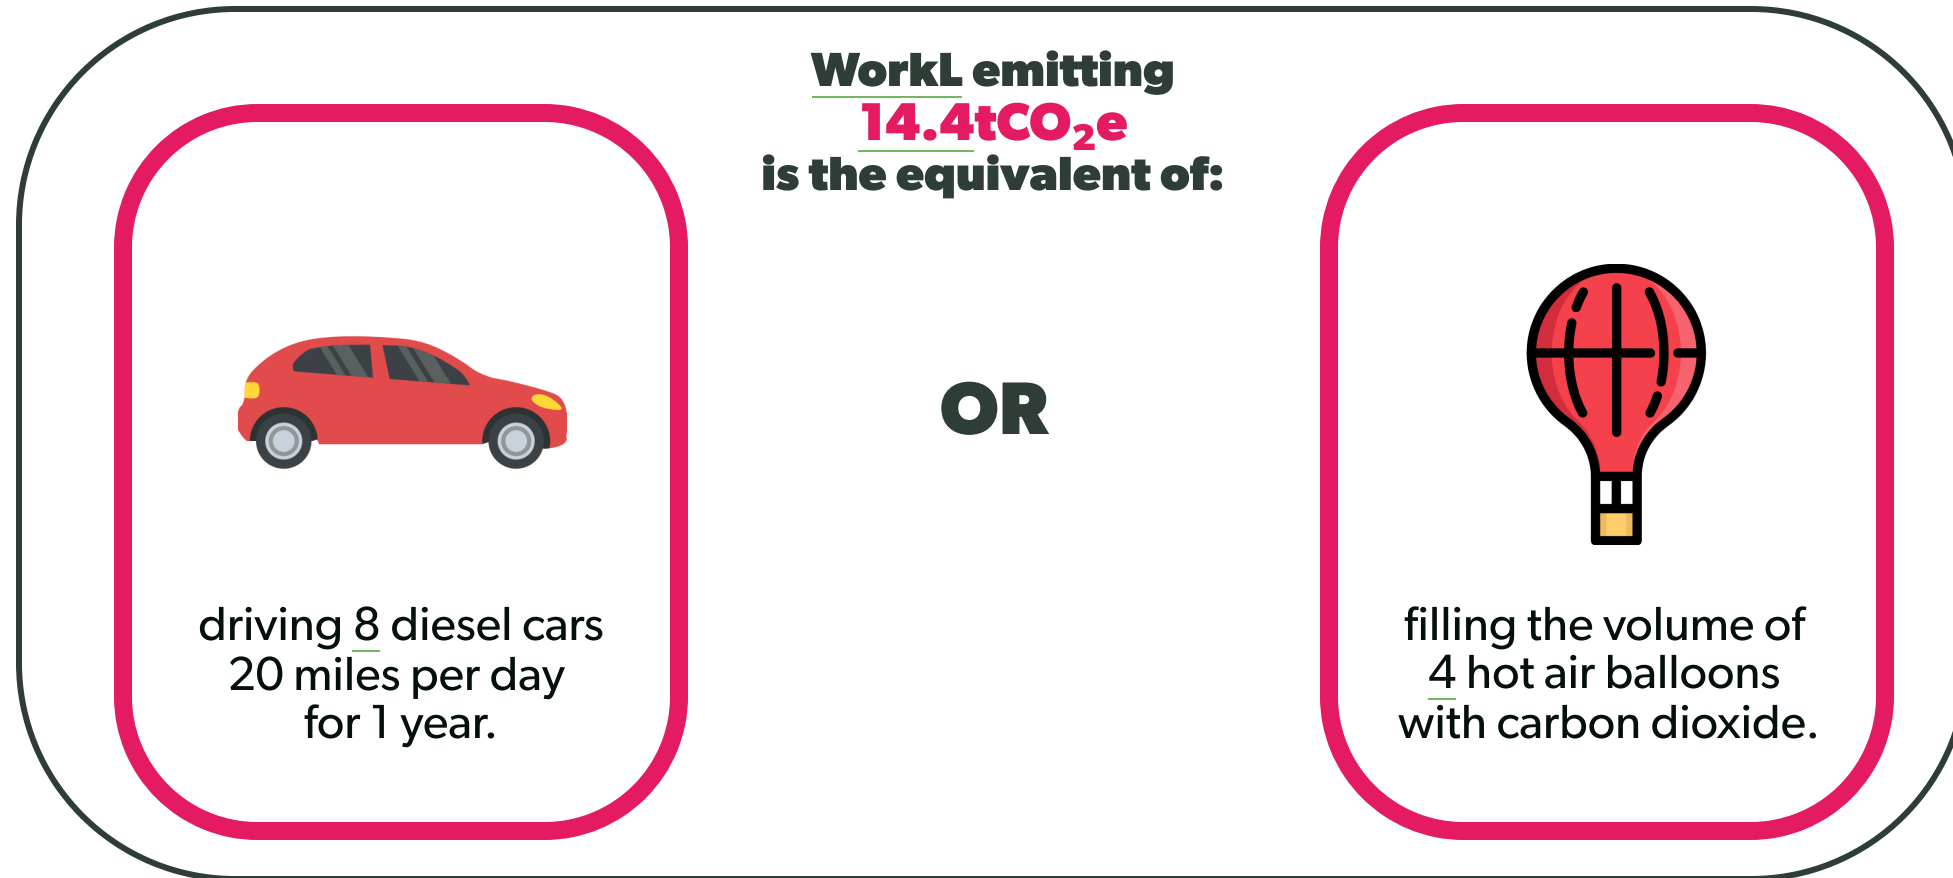 WorkL emitting
14.4tCO₂e
is the equivalent of:
driving 8 diesel cars
20 miles per day
for 1 year.
OR
filling the volume of
4 hot air balloons
with carbon dioxide.